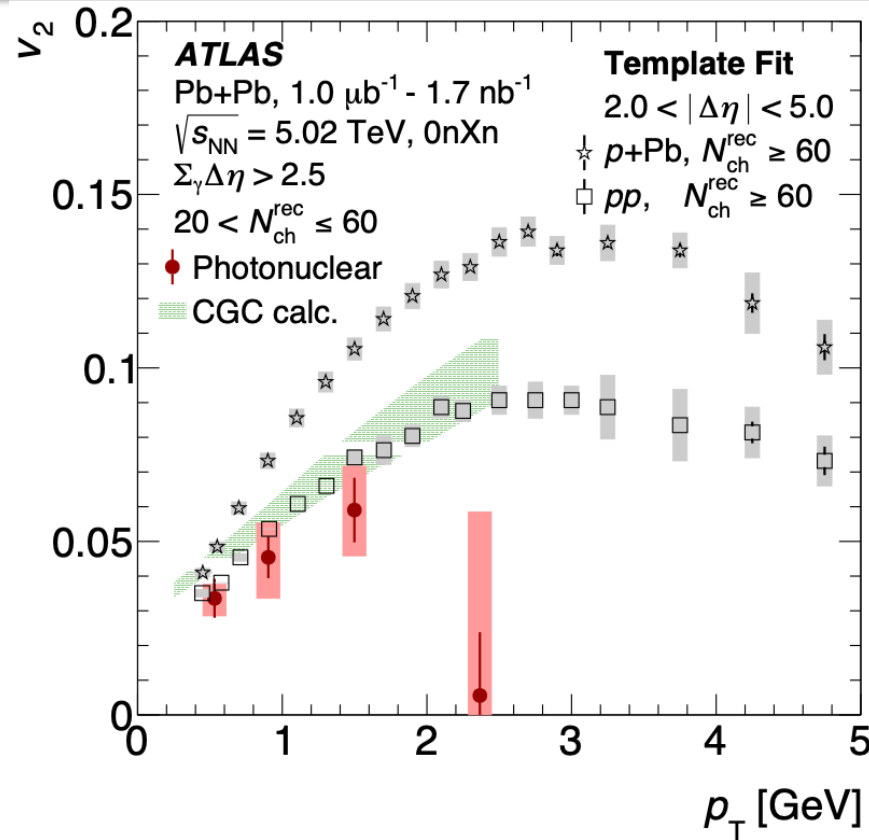 v₂
0.2
0.15
0.1
0.05
0
ATLAS
Pb+Pb, 1.0 μb⁻¹ - 1.7 nb⁻¹
√s_NN = 5.02 TeV, 0nXn
Σ_γΔη > 2.5
20 < N_ch^rec ≤ 60
Photonuclear
CGC calc.
Template Fit
2.0 < |Δη| < 5.0
p+Pb, N_ch^rec ≥ 60
pp, N_ch^rec ≥ 60
0 1 2 3 4 5
p_T [GeV]